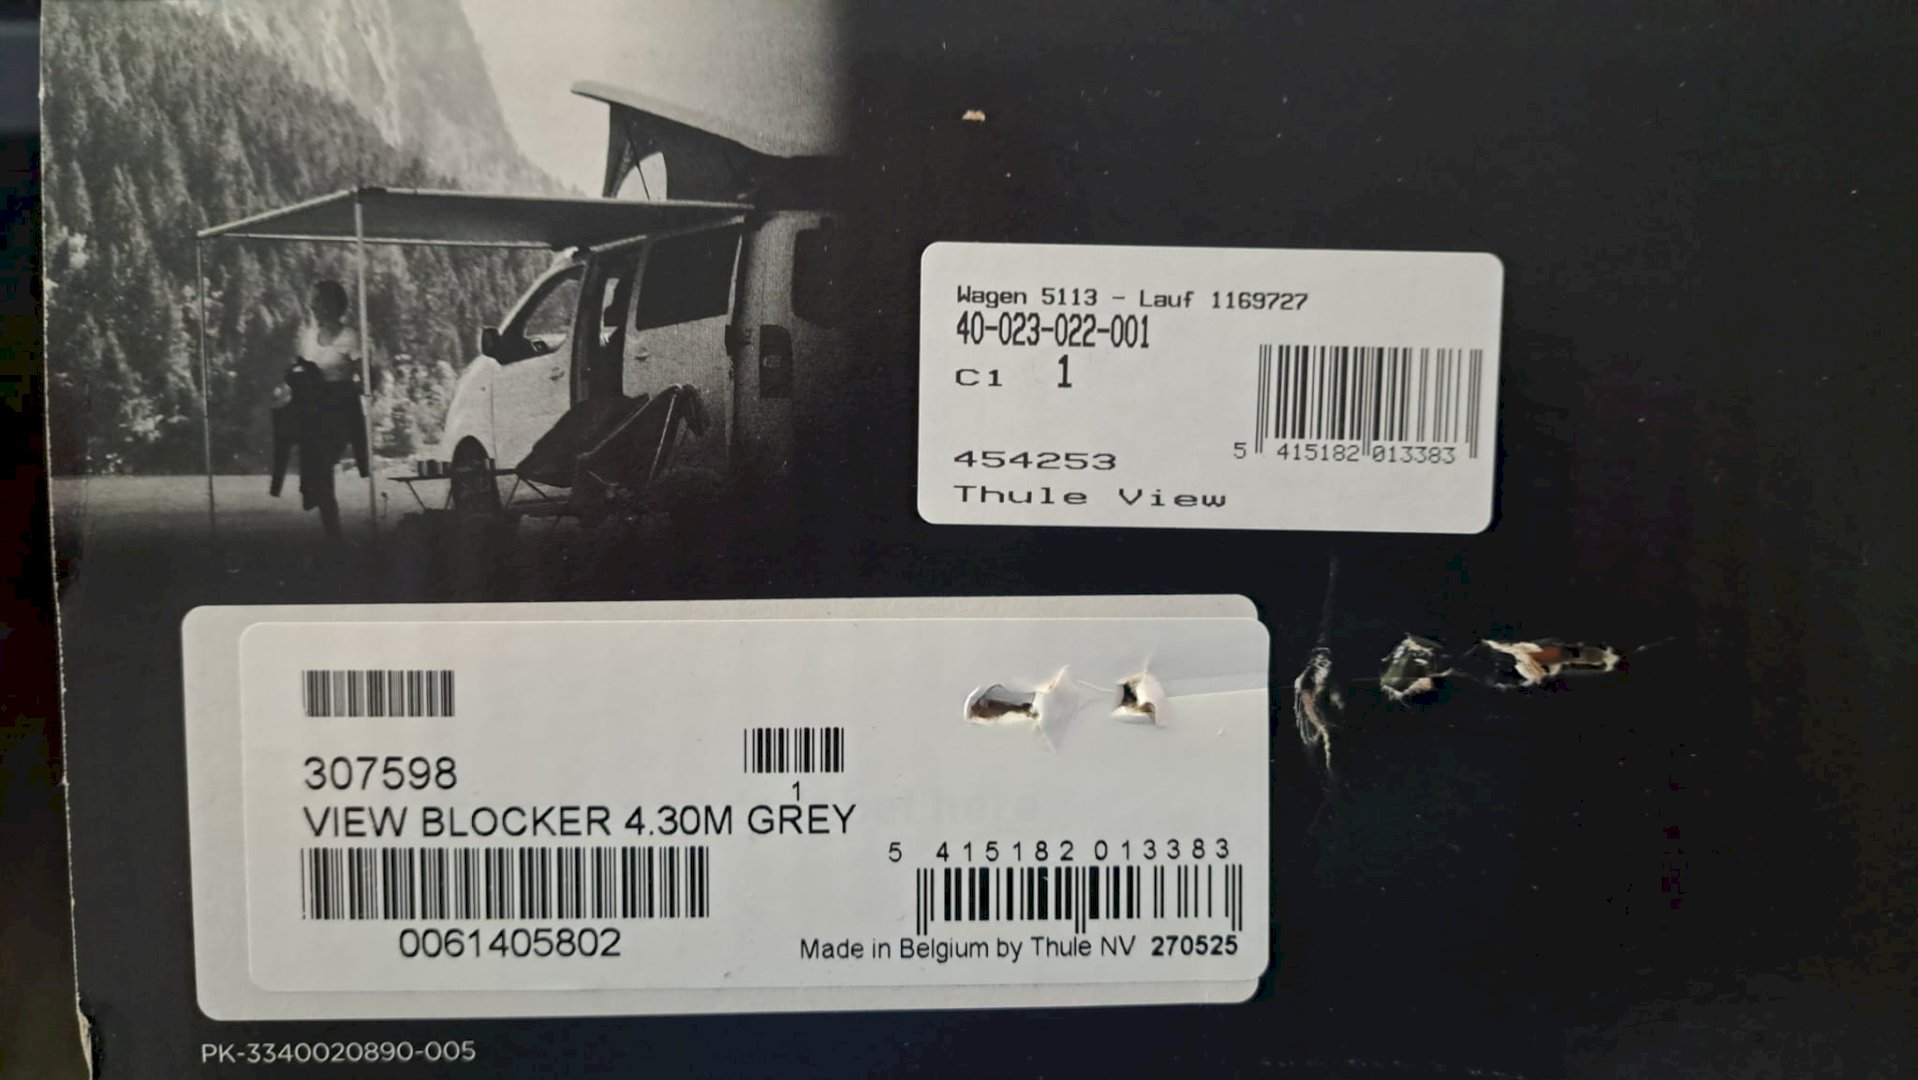 Wagen 5113 - Lauf 1169727
40-023-022-001
C1 1
5 415182 013383
454253
Thule View
307598
1
VIEW BLOCKER 4.30M GREY
5 415182 013383
0061405802
Made in Belgium by Thule NV 270525
PK-3340020890-005